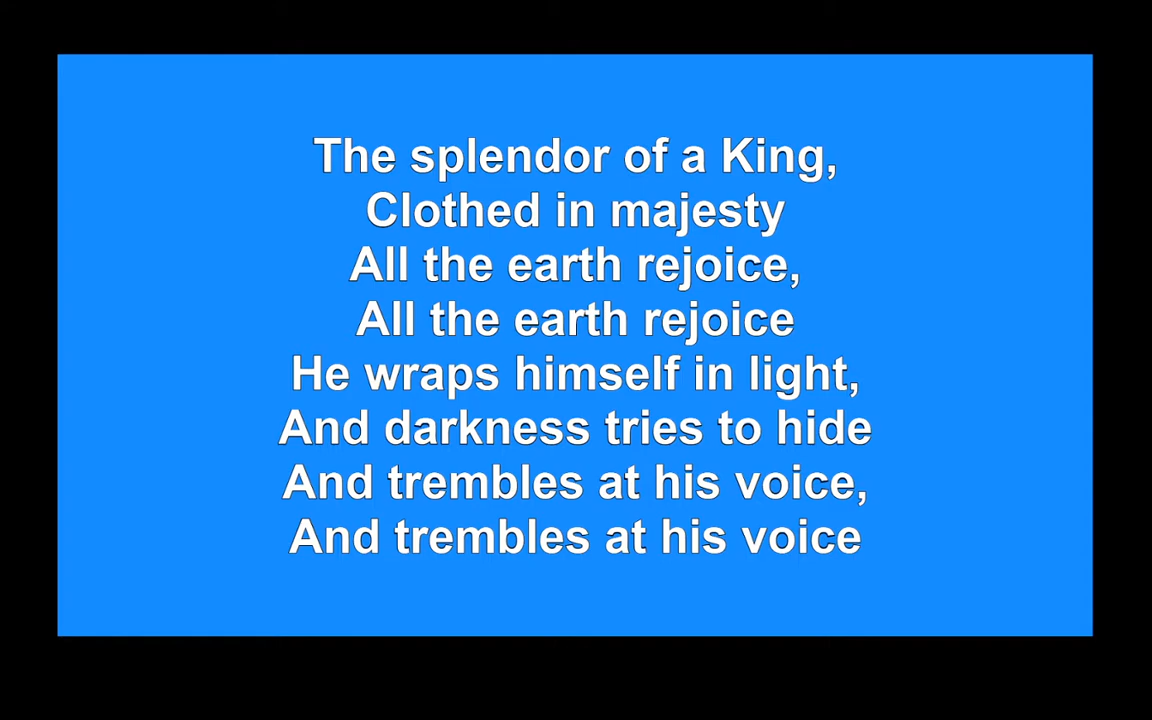 The splendor of a King,
Clothed in majesty
All the earth rejoice,
All the earth rejoice
He wraps himself in light,
And darkness tries to hide
And trembles at his voice,
And trembles at his voice